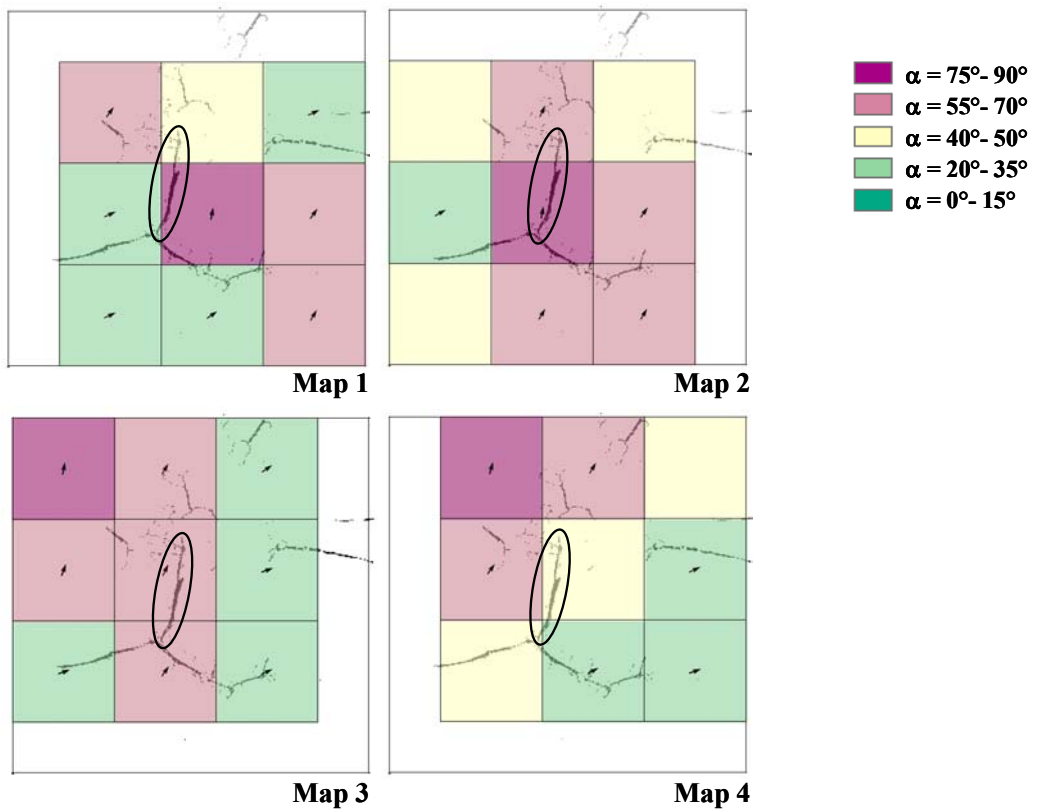 α = 75°- 90°
α = 55°- 70°
α = 40°- 50°
α = 20°- 35°
α = 0°- 15°
Map 1
Map 2
Map 3
Map 4